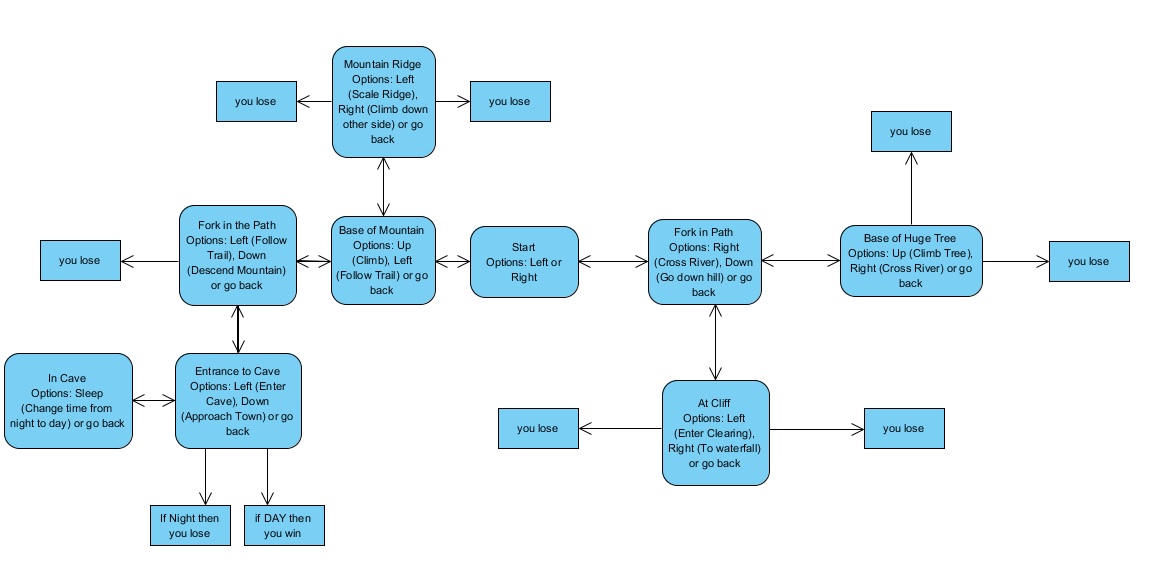 Mountain Ridge
Options: Left
(Scale Ridge),
Right (Climb down
other side) or go
back
you lose
you lose
you lose
Fork in the Path
Options: Left (Follow
Trail), Down
(Descend Mountain)
or go back
Base of Mountain
Options: Up
(Climb), Left
(Follow Trail) or go
back
Start
Options: Left or
Right
Fork in Path
Options: Right
(Cross River), Down
(Go down hill) or go
back
Base of Huge Tree
Options: Up (Climb Tree),
Right (Cross River) or go
back
you lose
you lose
In Cave
Options: Sleep
(Change time from
night to day) or go back
Entrance to Cave
Options: Left (Enter
Cave), Down
(Approach Town) or go
back
At Cliff
Options: Left
(Enter Clearing),
Right (To waterfall)
or go back
you lose
you lose
If Night then
you lose
if DAY then
you win